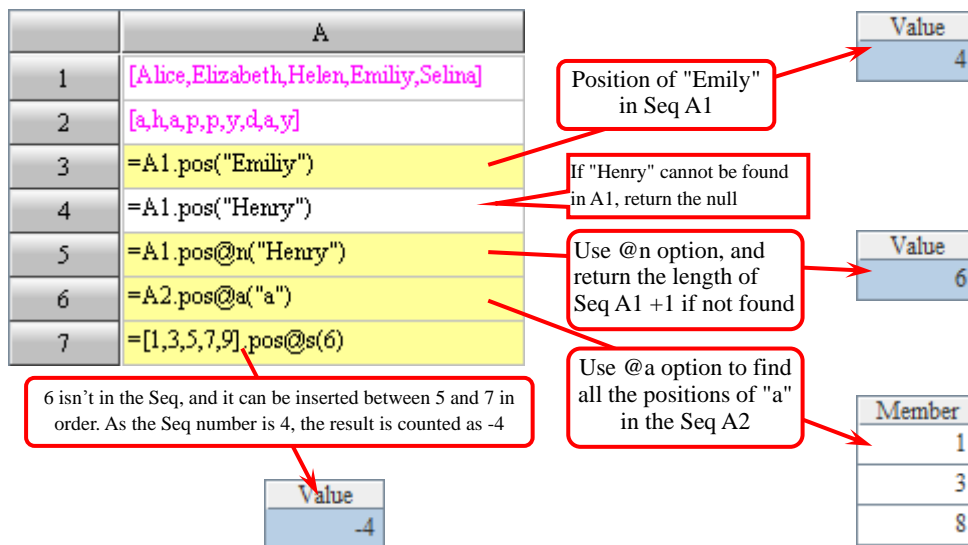 A
1 [Alice,Elizabeth,Helen,Emiliy,Selina]
2 [a,h,a,p,p,y,d,a,y]
3 =A1.pos("Emiliy")
4 =A1.pos("Henry")
5 =A1.pos@n("Henry")
6 =A2.pos@a("a")
7 =[1,3,5,7,9].pos@s(6)
Position of "Emily"
in Seq A1
Value
4
If "Henry" cannot be found
in A1, return the null
Use @n option, and
return the length of
Seq A1 +1 if not found
Value
6
Use @a option to find
all the positions of "a"
in the Seq A2
Member
1
3
8
6 isn’t in the Seq, and it can be inserted between 5 and 7 in
order. As the Seq number is 4, the result is counted as -4
Value
-4